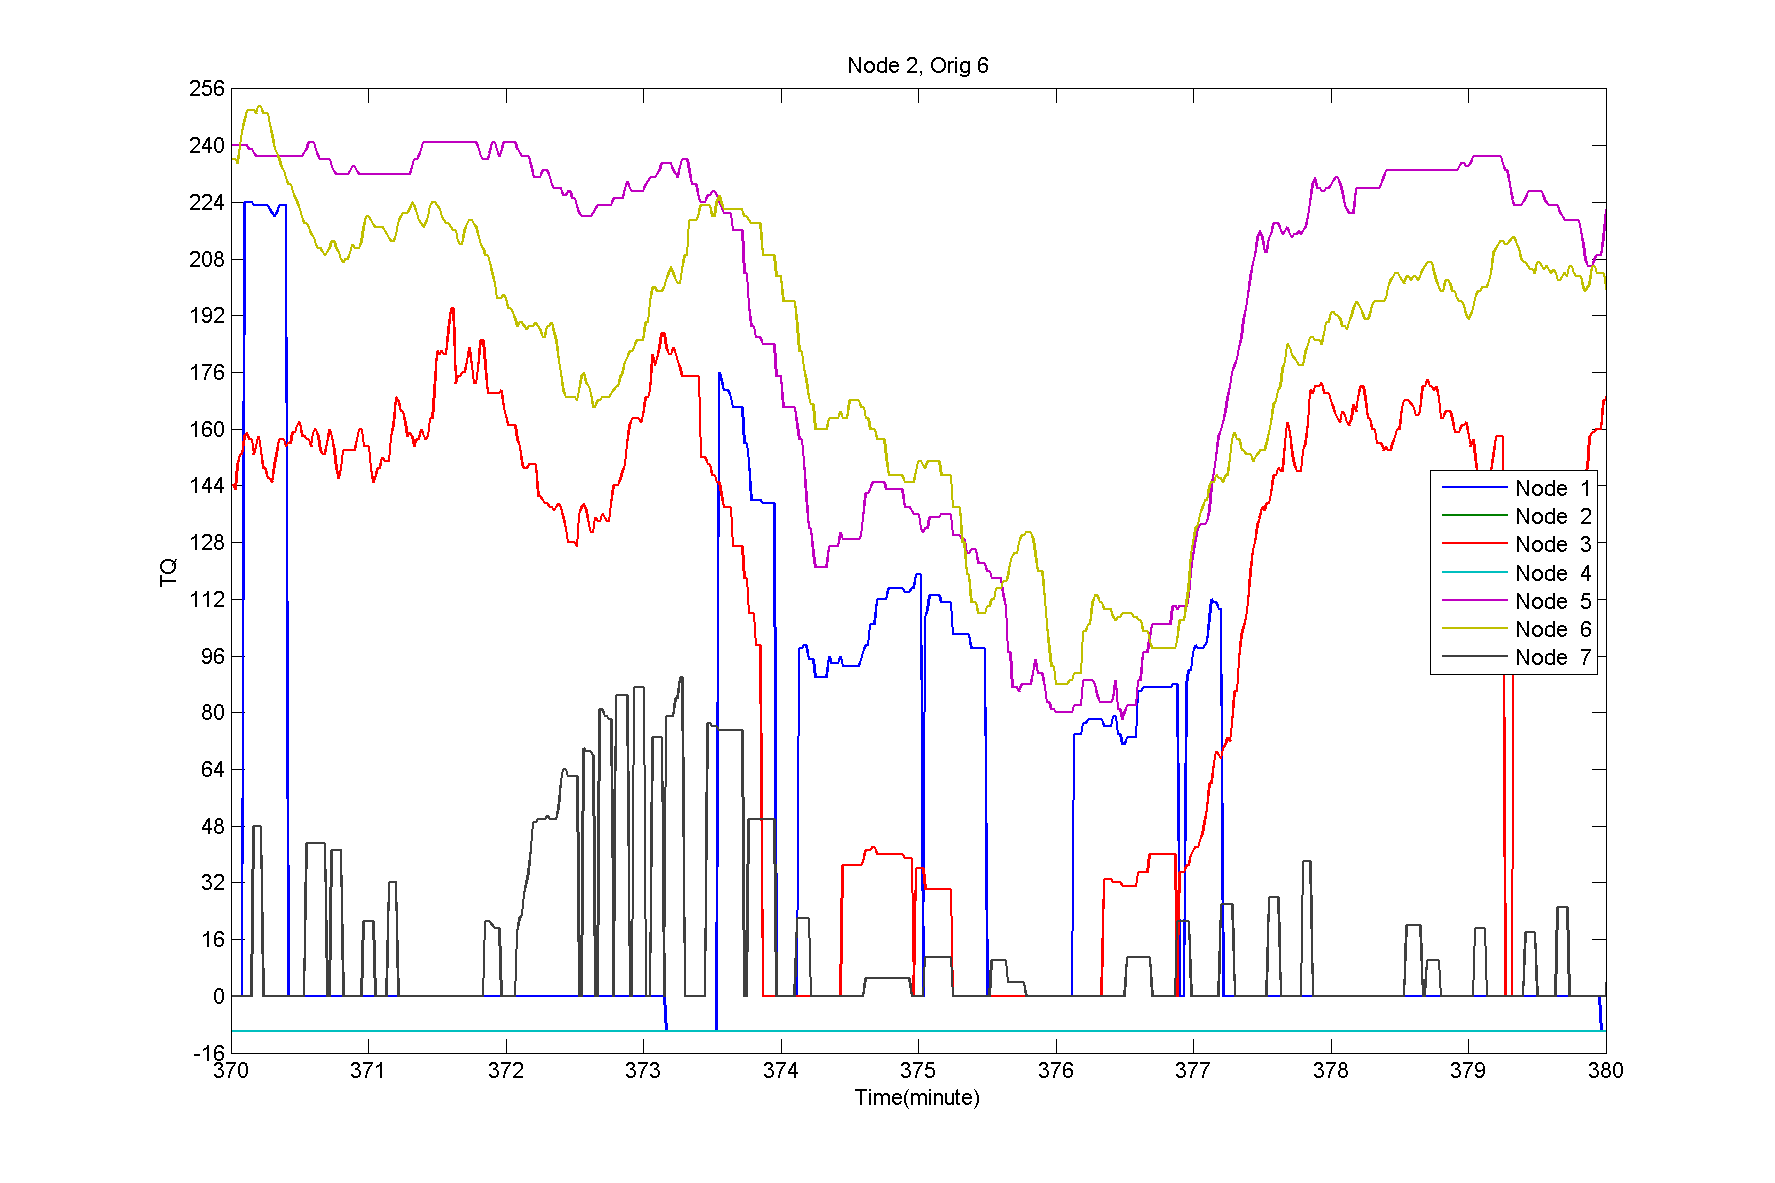 Node 2, Orig 6
256
240
224
208
192
176
160
144
128
112
96
80
64
48
32
16
0
-16
TQ
Node 1
Node 2
Node 3
Node 4
Node 5
Node 6
Node 7
370 371 372 373 374 375 376 377 378 379 380
Time(minute)